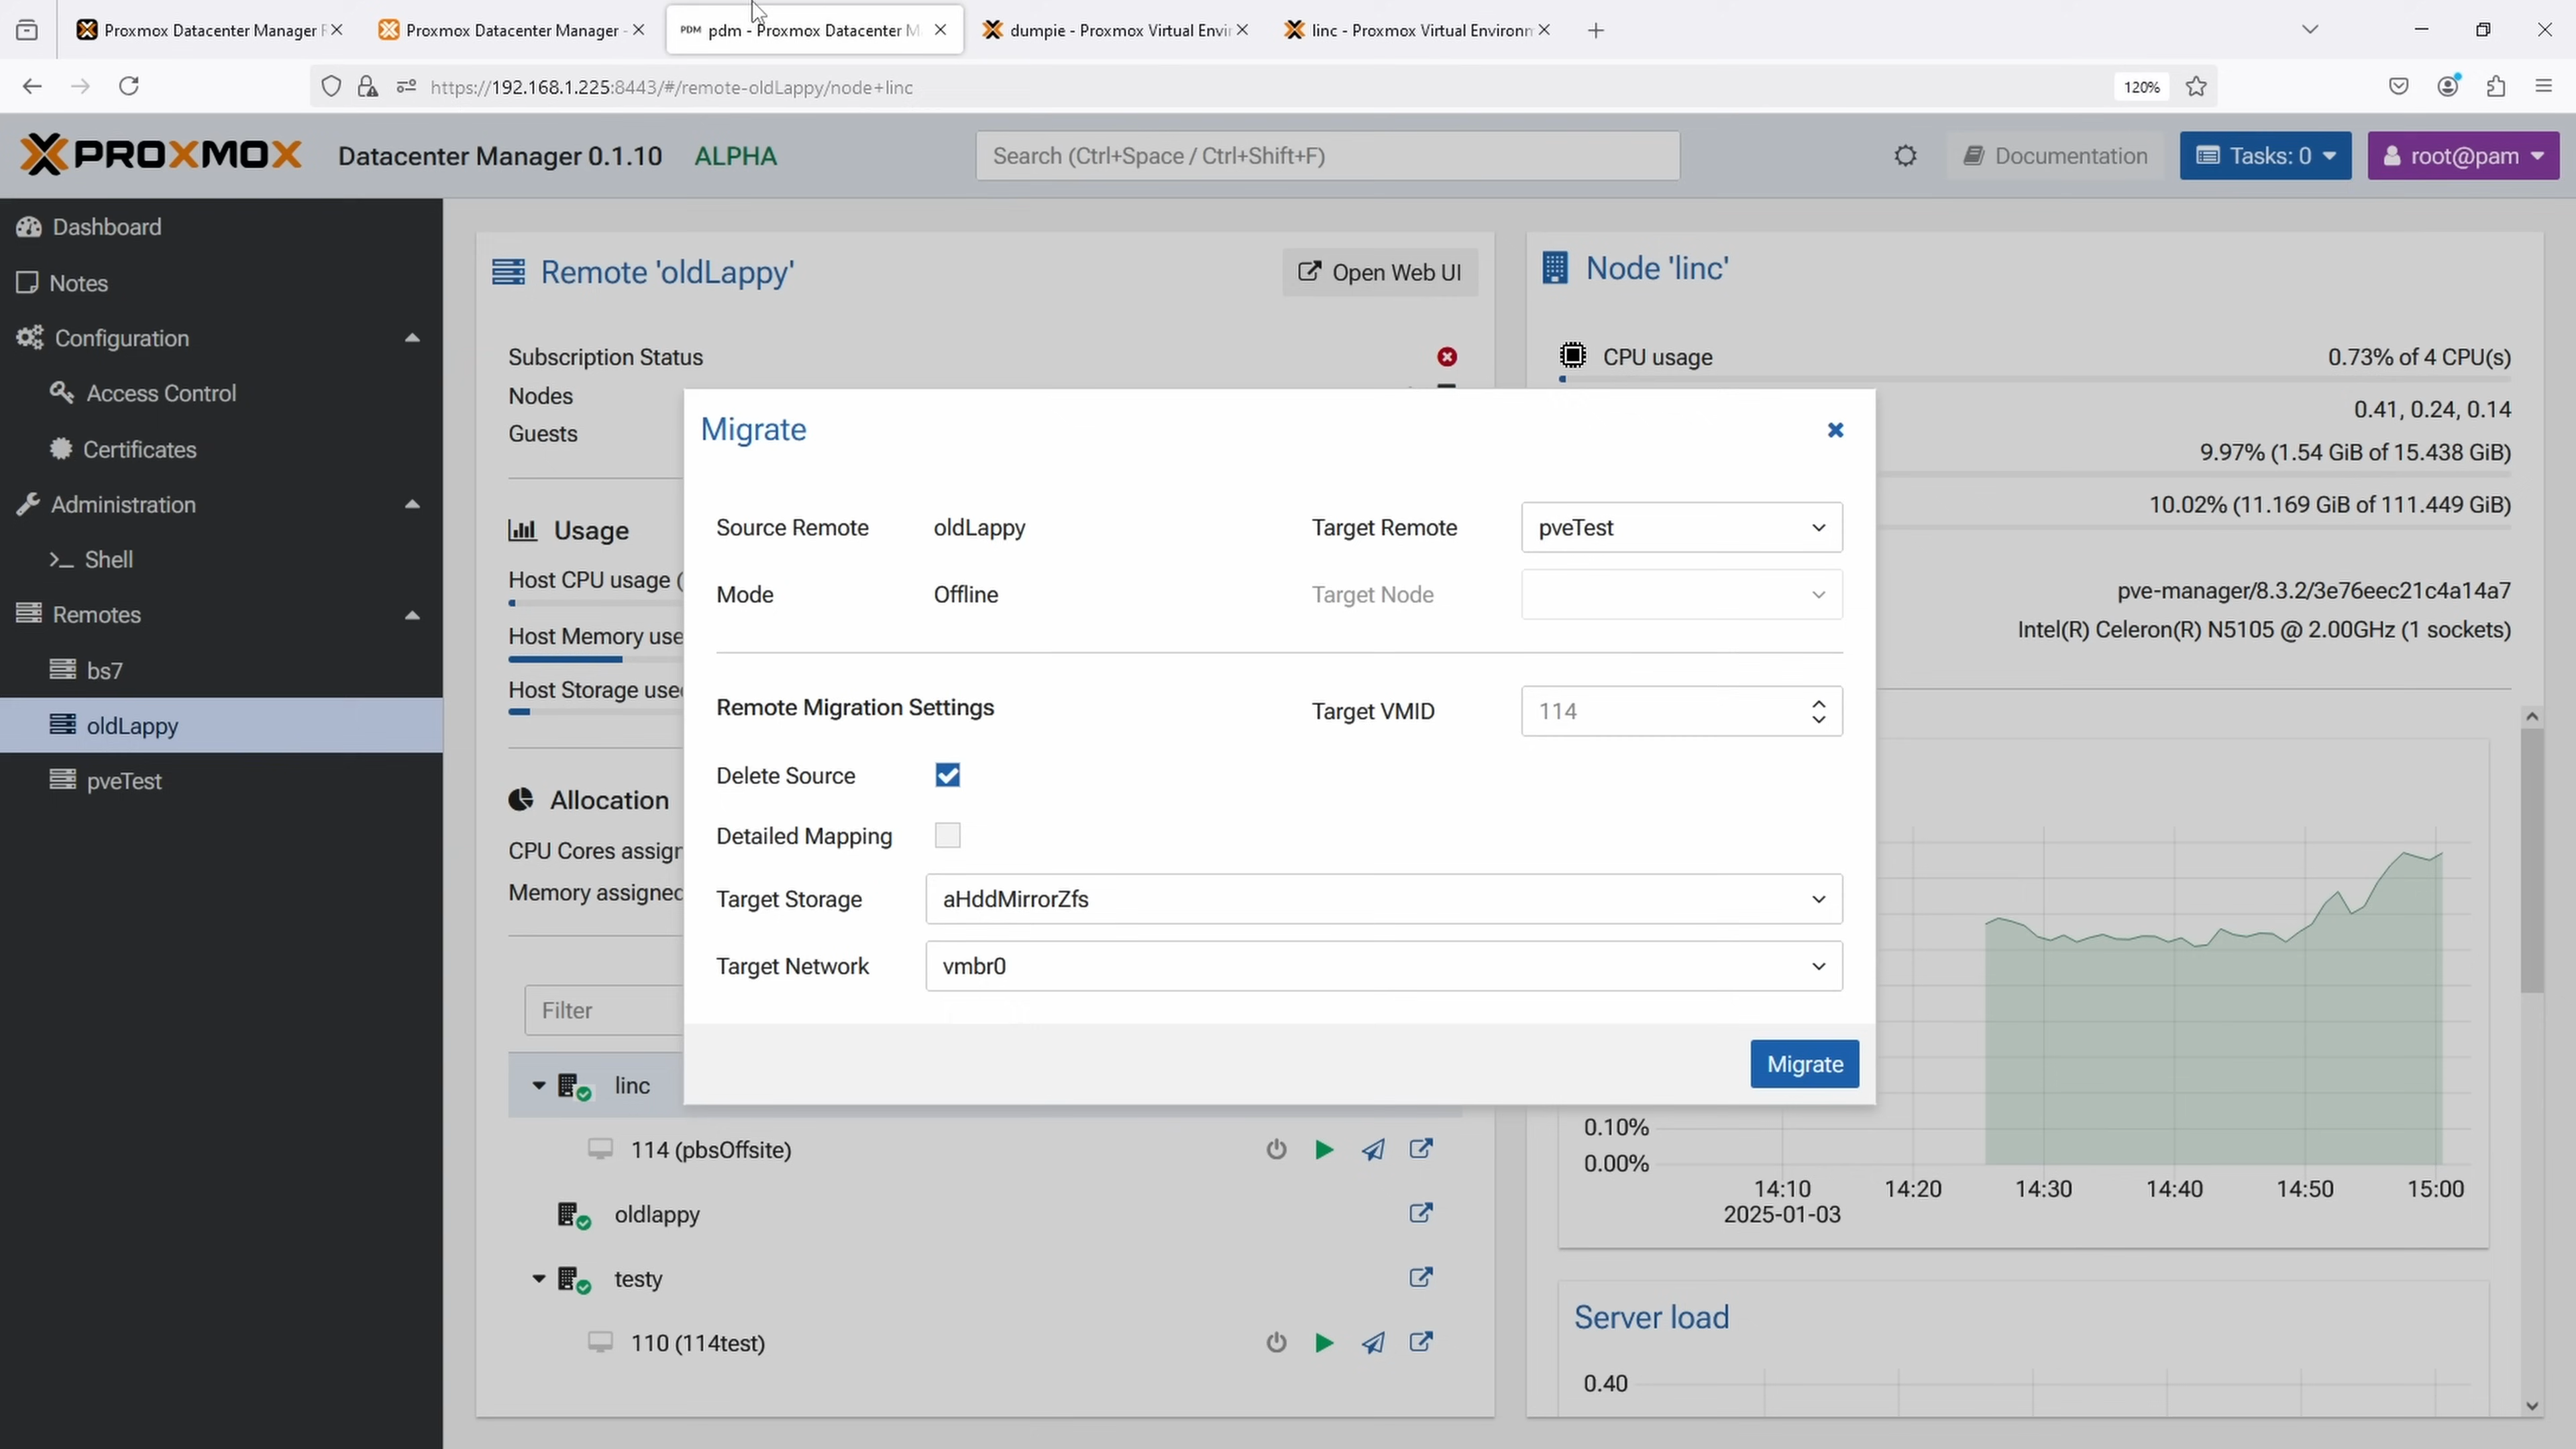 Proxmox Datacenter Manager F
Proxmox Datacenter Manager -
PDM pdm - Proxmox Datacenter M
dumpie - Proxmox Virtual Envir
linc - Proxmox Virtual Environm
https://192.168.1.225:8443/#/remote-oldLappy/node+linc
120%
PROXMOX
Datacenter Manager 0.1.10
ALPHA
Search (Ctrl+Space / Ctrl+Shift+F)
Documentation
Tasks: 0
root@pam
Dashboard
Notes
Configuration
Access Control
Certificates
Administration
Shell
Remotes
bs7
oldLappy
pveTest
Remote 'oldLappy'
Open Web UI
Subscription Status
Nodes
Guests
Usage
Host CPU usage (
Host Memory use
Host Storage use
Allocation
CPU Cores assigr
Memory assigned
Filter
linc
114 (pbsOffsite)
oldlappy
testy
110 (114test)
Migrate
Source Remote oldLappy
Target Remote pveTest
Mode Offline
Target Node
Remote Migration Settings
Target VMID 114
Delete Source
Detailed Mapping
Target Storage aHddMirrorZfs
Target Network vmbr0
Migrate
Node 'linc'
CPU usage 0.73% of 4 CPU(s)
0.41, 0.24, 0.14
9.97% (1.54 GiB of 15.438 GiB)
10.02% (11.169 GiB of 111.449 GiB)
pve-manager/8.3.2/3e76eec21c4a14a7
Intel(R) Celeron(R) N5105 @ 2.00GHz (1 sockets)
0.10%
0.00%
14:10 14:20 14:30 14:40 14:50 15:00
2025-01-03
Server load
0.40